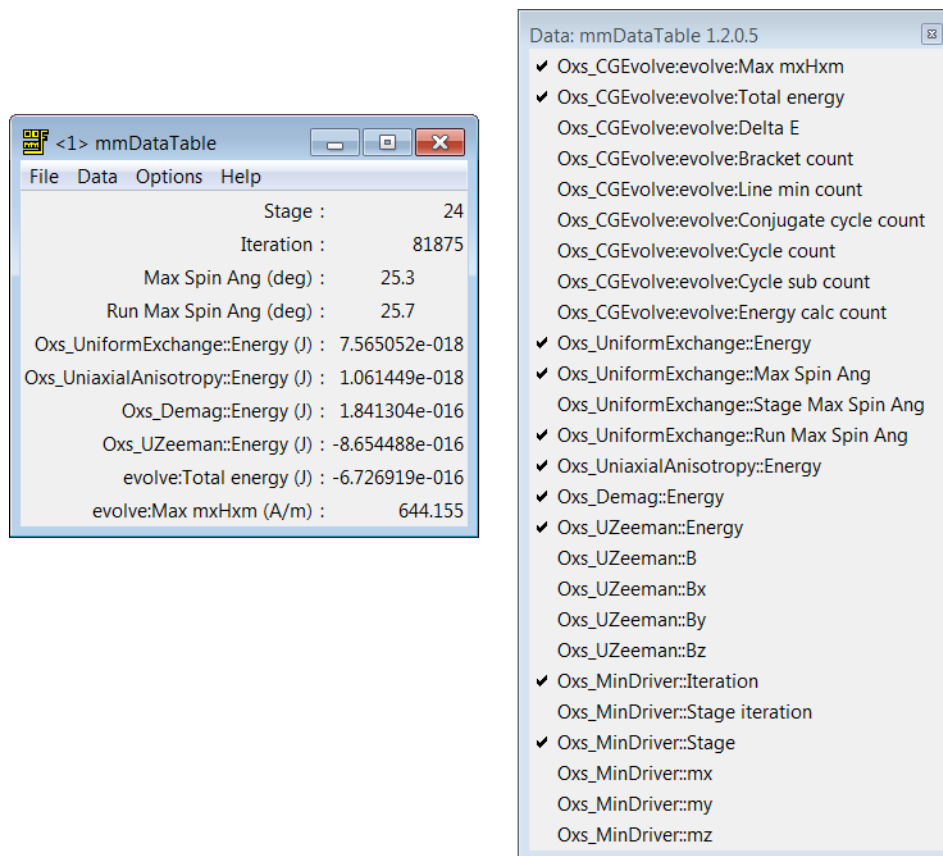 <1> mmDataTable
File Data Options Help
Stage : 24
Iteration : 81875
Max Spin Ang (deg) : 25.3
Run Max Spin Ang (deg) : 25.7
Oxs_UniformExchange::Energy (J) : 7.565052e-018
Oxs_UniaxialAnisotropy::Energy (J) : 1.061449e-018
Oxs_Demag::Energy (J) : 1.841304e-016
Oxs_UZeeman::Energy (J) : -8.654488e-016
evolve:Total energy (J) : -6.726919e-016
evolve:Max mxHxm (A/m) : 644.155
Data: mmDataTable 1.2.0.5
Oxs_CGEvolve:evolve:Max mxHxm
Oxs_CGEvolve:evolve:Total energy
Oxs_CGEvolve:evolve:Delta E
Oxs_CGEvolve:evolve:Bracket count
Oxs_CGEvolve:evolve:Line min count
Oxs_CGEvolve:evolve:Conjugate cycle count
Oxs_CGEvolve:evolve:Cycle count
Oxs_CGEvolve:evolve:Cycle sub count
Oxs_CGEvolve:evolve:Energy calc count
Oxs_UniformExchange::Energy
Oxs_UniformExchange::Max Spin Ang
Oxs_UniformExchange::Stage Max Spin Ang
Oxs_UniformExchange::Run Max Spin Ang
Oxs_UniaxialAnisotropy::Energy
Oxs_Demag::Energy
Oxs_UZeeman::Energy
Oxs_UZeeman::B
Oxs_UZeeman::Bx
Oxs_UZeeman::By
Oxs_UZeeman::Bz
Oxs_MinDriver::Iteration
Oxs_MinDriver::Stage iteration
Oxs_MinDriver::Stage
Oxs_MinDriver::mx
Oxs_MinDriver::my
Oxs_MinDriver::mz